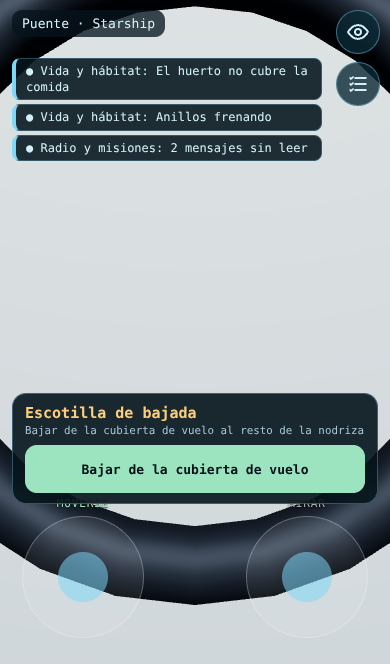 Puente · Starship
● Vida y hábitat: El huerto no cubre la
comida
● Vida y hábitat: Anillos frenando
● Radio y misiones: 2 mensajes sin leer
Escotilla de bajada
Bajar de la cubierta de vuelo al resto de la nodriza
Bajar de la cubierta de vuelo